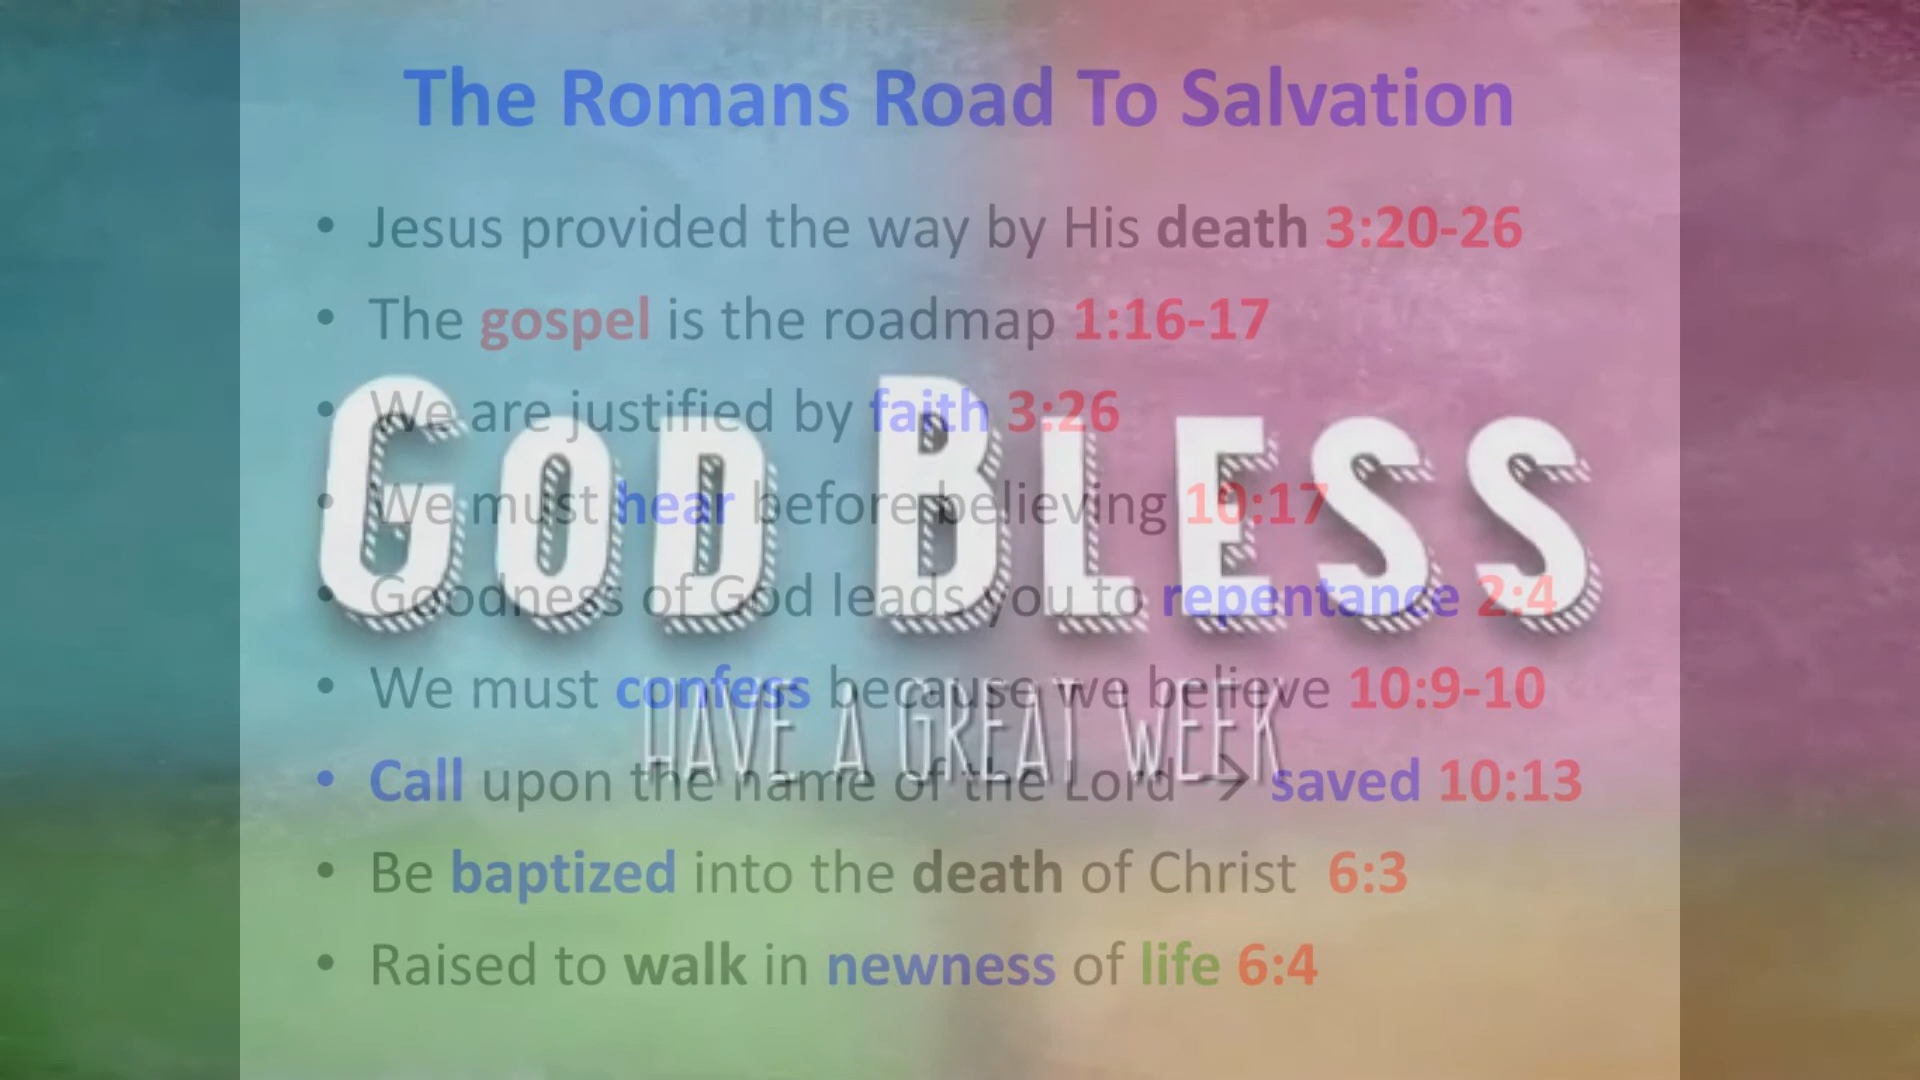 The Romans Road To Salvation
• Jesus provided the way by His death 3:20-26
• The gospel is the roadmap 1:16-17
• We are justified by faith 3:26
• We must hear before believing 10:17
• Goodness of God leads you to repentance 2:4
• We must confess because we believe 10:9-10
• Call upon the name of the Lord → saved 10:13
• Be baptized into the death of Christ 6:3
• Raised to walk in newness of life 6:4
GOD BLESS
HAVE A GREAT WEEK